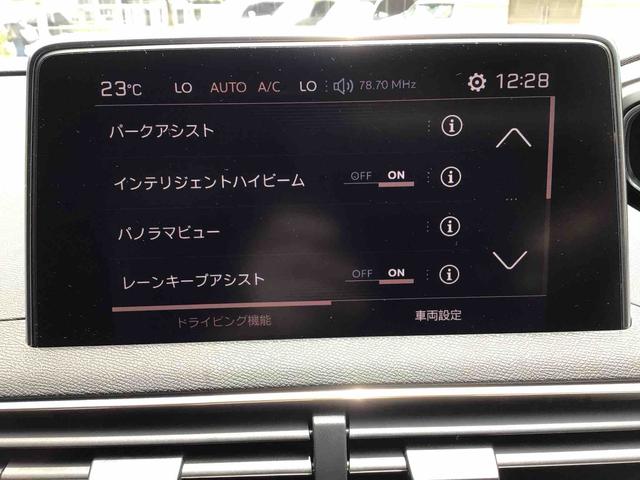 23℃ LO AUTO A/C LO 78.70 MHz 12:28
パークアシスト
インテリジェントハイビーム OFF ON
パノラマビュー
レーンキープアシスト OFF ON
ドライビング機能 車両設定